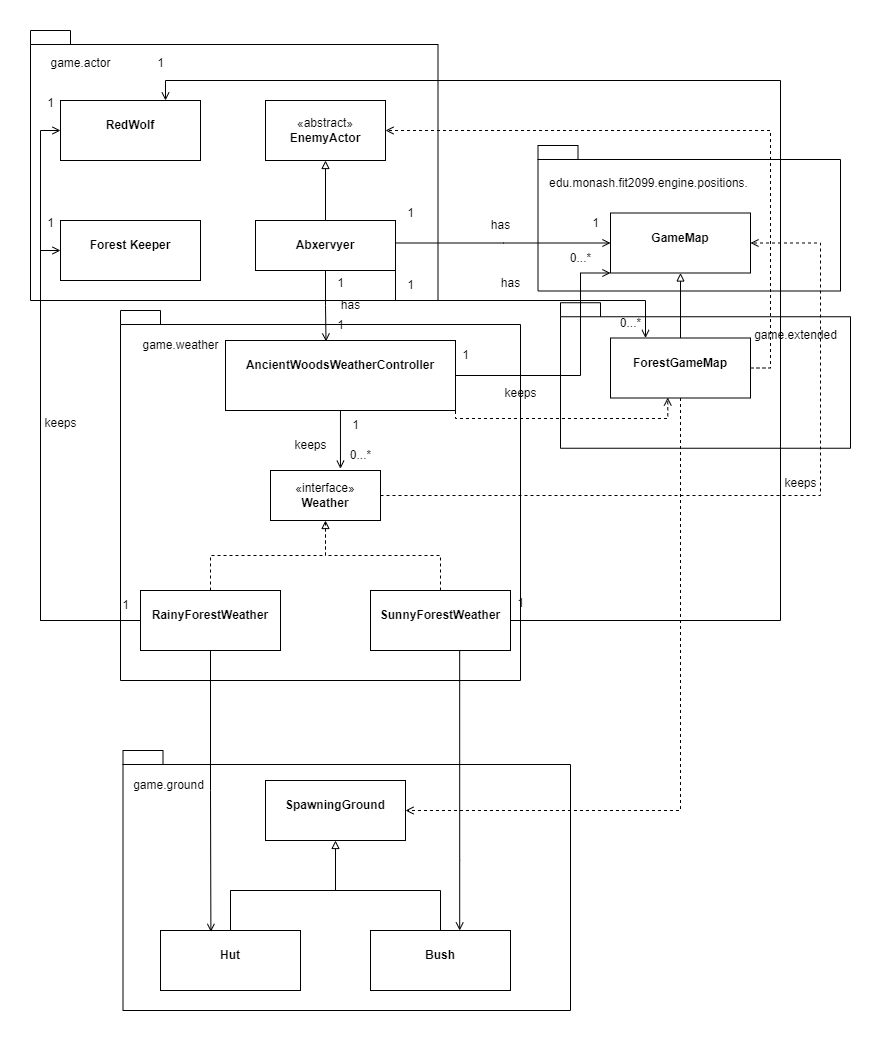 game.actor
1
1
RedWolf
«abstract»
EnemyActor
edu.monash.fit2099.engine.positions.
1
1
has
1
Forest Keeper
Abxervyer
GameMap
0...*
1
has
1
has
1
0...*
game.extended
game.weather
1
AncientWoodsWeatherController
ForestGameMap
keeps
keeps
1
keeps
0...*
«interface»
Weather
keeps
1
1
RainyForestWeather
SunnyForestWeather
game.ground
SpawningGround
Hut
Bush